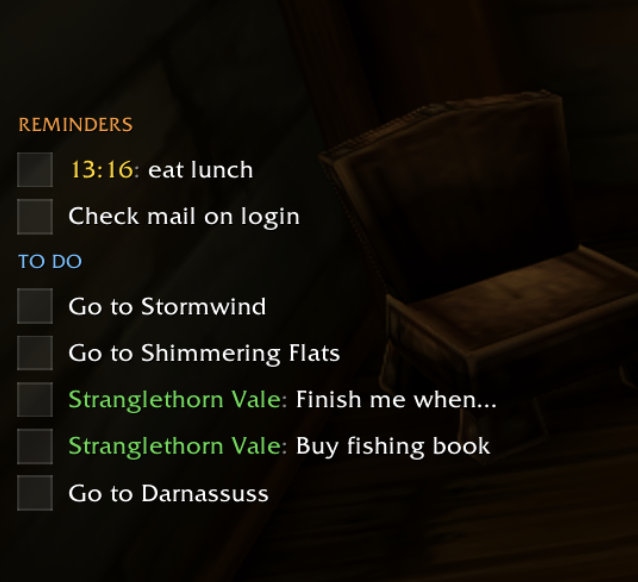 REMINDERS
13:16: eat lunch
Check mail on login
TO DO
Go to Stormwind
Go to Shimmering Flats
Stranglethorn Vale: Finish me when...
Stranglethorn Vale: Buy fishing book
Go to Darnassuss